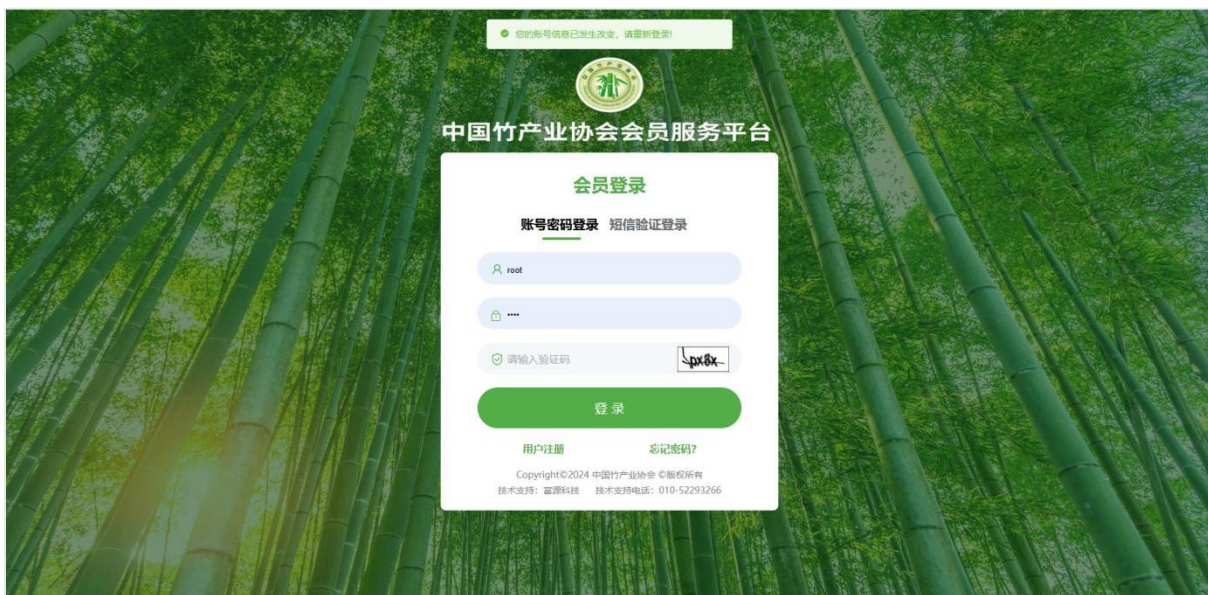 您的账号信息已发生改变，请重新登录!
中国竹产业协会会员服务平台
会员登录
账号密码登录 短信验证登录
root
••••
请输入验证码 px8x
登 录
用户注册 忘记密码?
Copyright©2024 中国竹产业协会 ©版权所有
技术支持：富源科技 技术支持电话：010-52293266